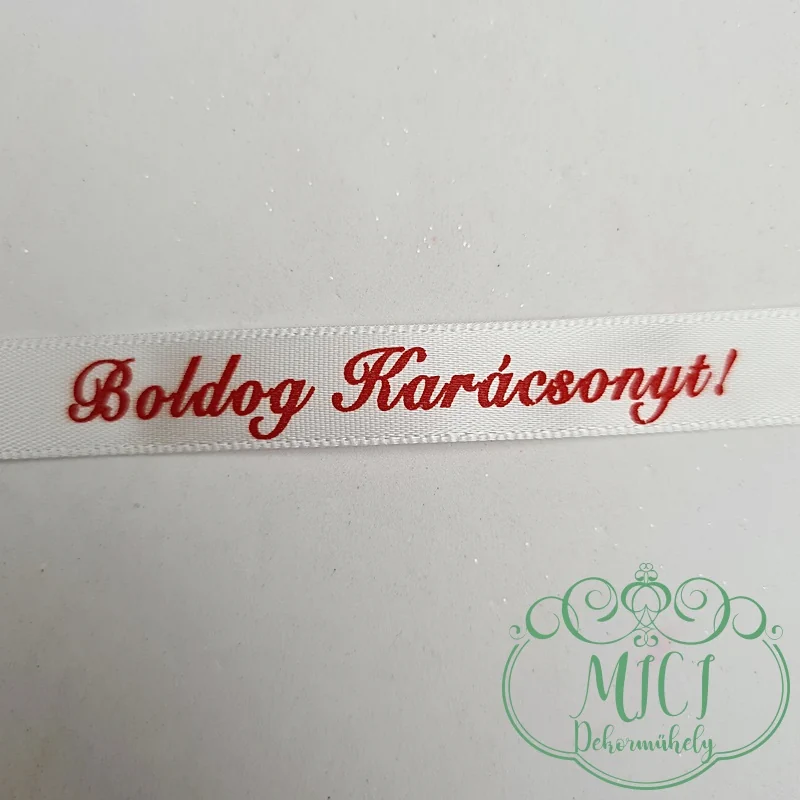 Boldog Karácsonyt!
MICI
Dekorműhely